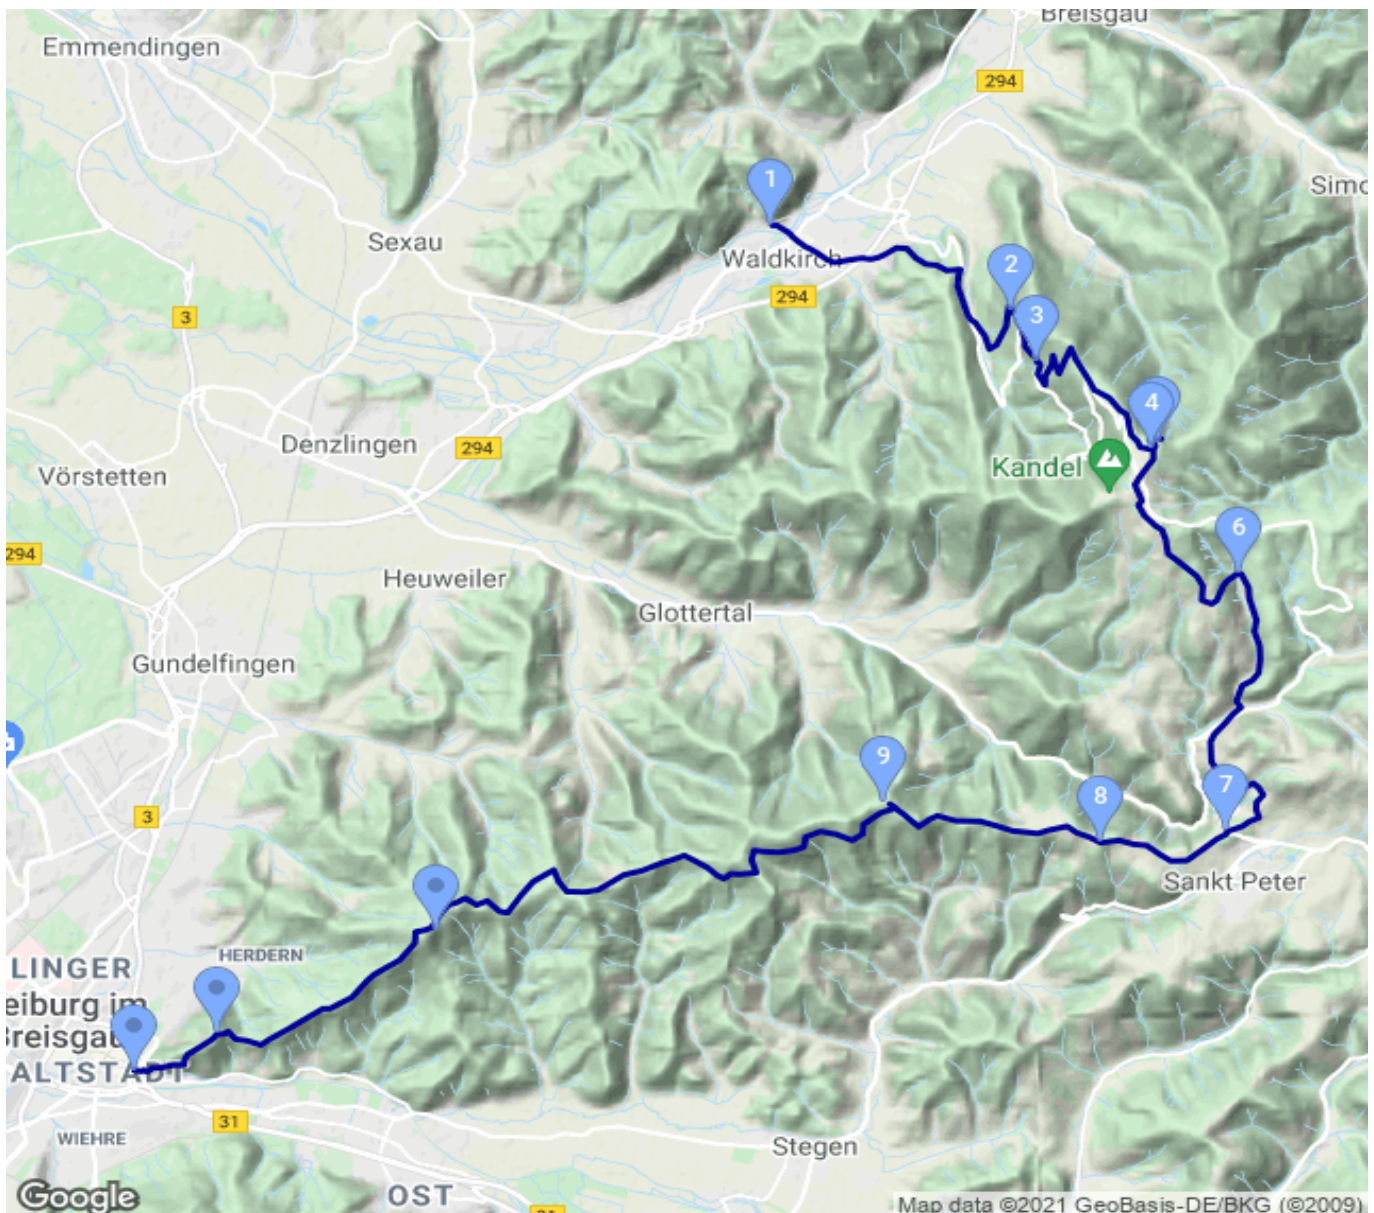 Breisgau
Emmendingen
294
1
Simo
Sexau
Waldkirch
2
294
3
3
4
Denzlingen
294
Kandel
Vörstetten
6
294
Heuweiler
Glottertal
Gundelfingen
9
7
8
3
Sankt Peter
HERDERN
LINGER
eiburg im
Breisgau
ALTSTADT
31
WIEHRE
Stegen
OST
Google
31
Map data ©2021 GeoBasis-DE/BKG (©2009)